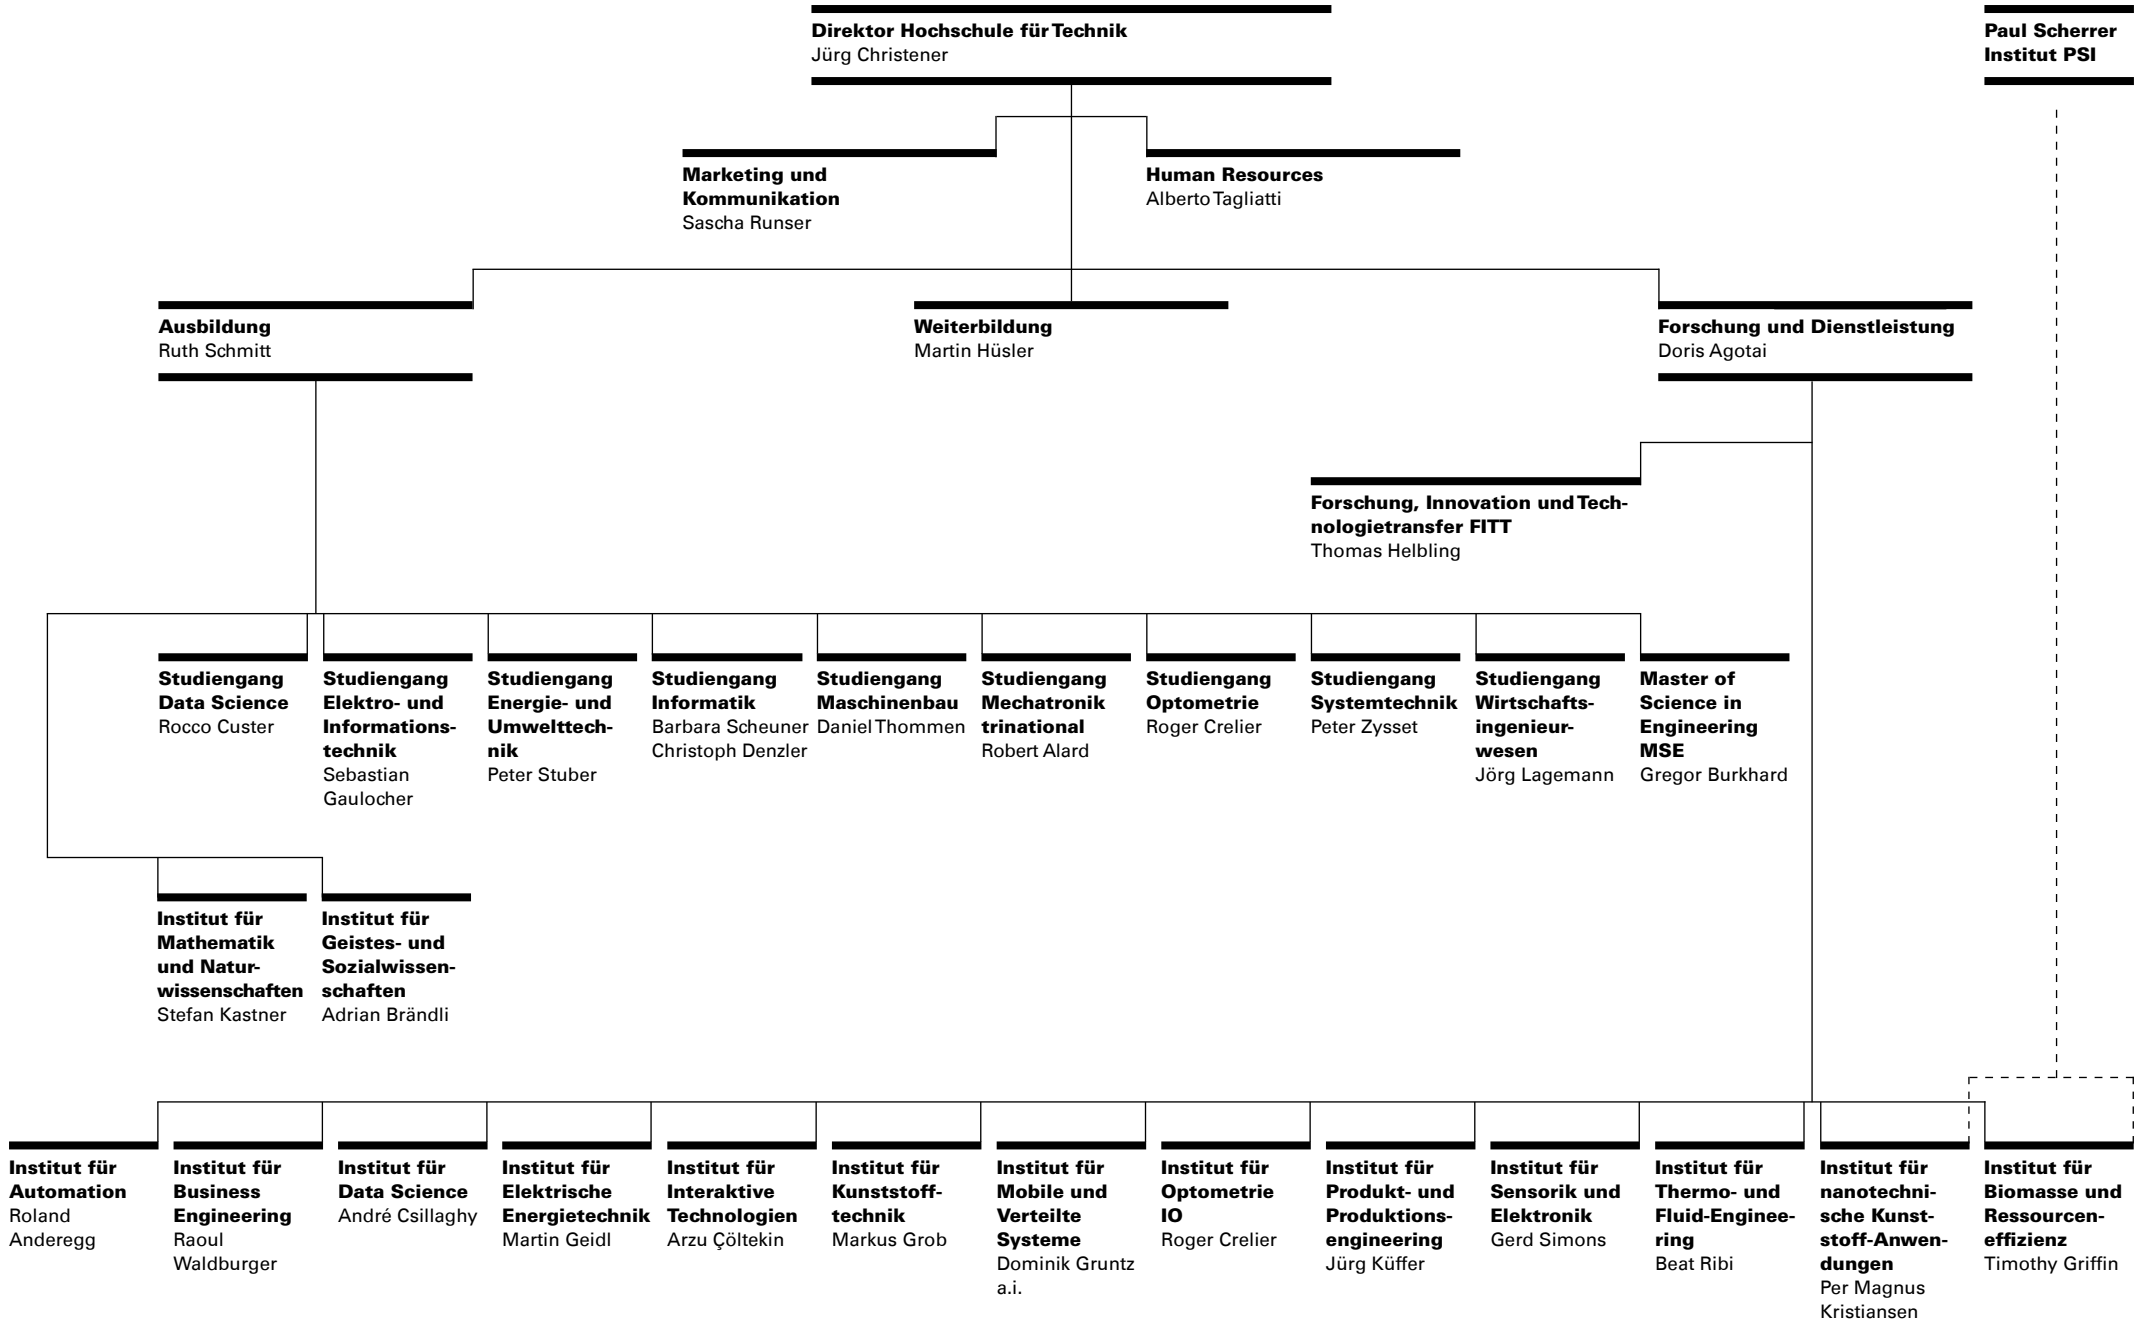 Direktor Hochschule für Technik
Jürg Christener
Paul Scherrer
Institut PSI
Marketing und
Kommunikation
Sascha Runser
Human Resources
Alberto Tagliatti
Ausbildung
Ruth Schmitt
Weiterbildung
Martin Hüsler
Forschung und Dienstleistung
Doris Agotai
Forschung, Innovation und Tech-
nologietransfer FITT
Thomas Helbling
Studiengang
Data Science
Rocco Custer
Studiengang
Elektro- und
Informations-
technik
Sebastian
Gaulocher
Studiengang
Energie- und
Umwelttech-
nik
Peter Stuber
Studiengang
Informatik
Barbara Scheuner
Christoph Denzler
Studiengang
Maschinenbau
Daniel Thommen
Studiengang
Mechatronik
trinational
Robert Alard
Studiengang
Optometrie
Roger Crelier
Studiengang
Systemtechnik
Peter Zysset
Studiengang
Wirtschafts-
ingenieur-
wesen
Jörg Lagemann
Master of
Science in
Engineering
MSE
Gregor Burkhard
Institut für
Mathematik
und Natur-
wissenschaften
Stefan Kastner
Institut für
Geistes- und
Sozialwissen-
schaften
Adrian Brändli
Institut für
Automation
Roland
Anderegg
Institut für
Business
Engineering
Raoul
Waldburger
Institut für
Data Science
André Csillaghy
Institut für
Elektrische
Energietechnik
Martin Geidl
Institut für
Interaktive
Technologien
Arzu Çöltekin
Institut für
Kunststoff-
technik
Markus Grob
Institut für
Mobile und
Verteilte
Systeme
Dominik Gruntz
a.i.
Institut für
Optometrie
IO
Roger Crelier
Institut für
Produkt- und
Produktions-
engineering
Jürg Küffer
Institut für
Sensorik und
Elektronik
Gerd Simons
Institut für
Thermo- und
Fluid-Enginee-
ring
Beat Ribi
Institut für
nanotechni-
sche Kunst-
stoff-Anwen-
dungen
Per Magnus
Kristiansen
Institut für
Biomasse und
Ressourcen-
effizienz
Timothy Griffin